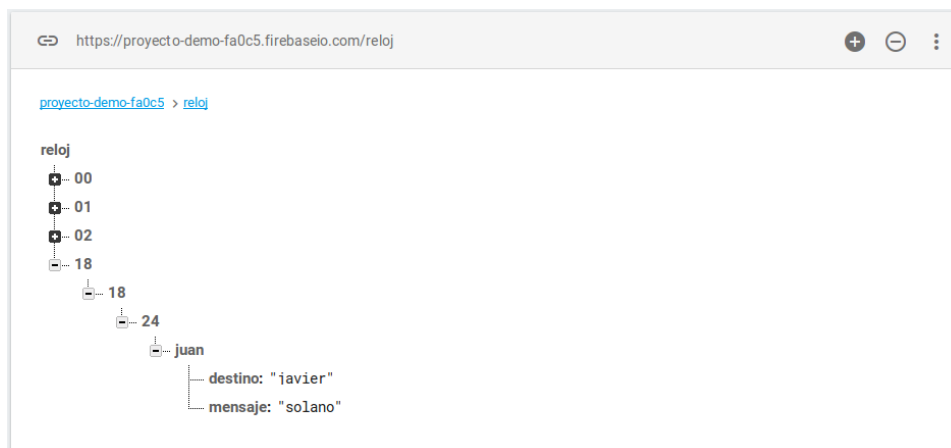 https://proyecto-demo-fa0c5.firebaseio.com/reloj
proyecto-demo-fa0c5 > reloj
reloj
00
01
02
18
18
24
juan
destino: "javier"
mensaje: "solano"